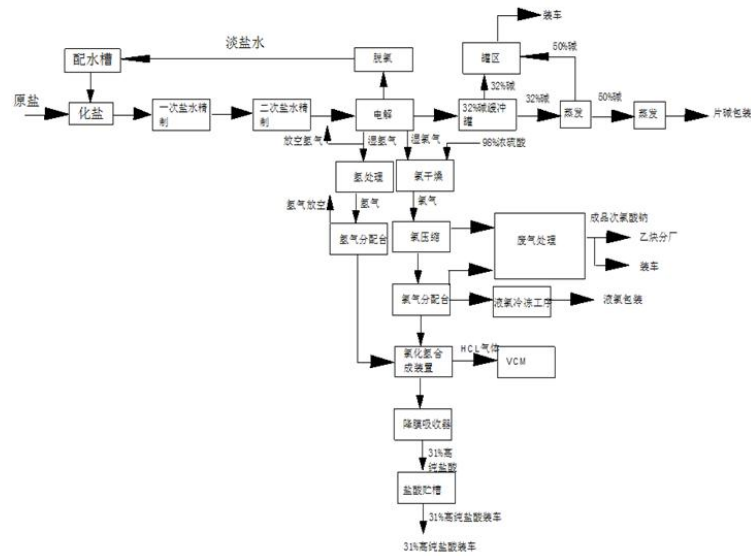 装车
淡盐水
50%碱
配水槽
脱氯
罐区
32%碱
32%碱
50%碱
原盐
化盐
一次盐水精
制
二次盐水精
制
电解
32%碱缓冲
罐
蒸发
蒸发
片碱包装
放空氢气
湿氢气
湿氯气
98%浓硫酸
氢处理
氯干燥
氢气放空
氢气
氯气
成品次氯酸钠
氢气分配台
氯压缩
废气处理
乙炔分厂
装车
氯气分配台
液氯冷冻工序
液氯包装
氯化氢合
成装置
HCL气体
VCM
降膜吸收器
31%高
纯盐酸
盐酸贮槽
31%高纯盐酸装车
31%高纯盐酸装车